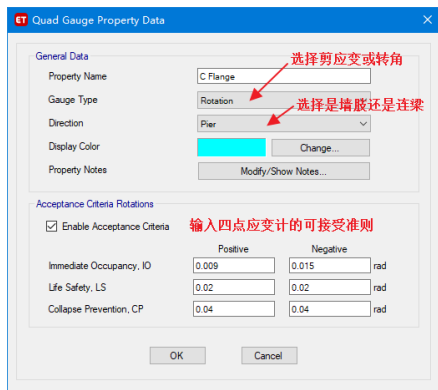 ET Quad Gauge Property Data
General Data
选择剪应变或转角
Property Name C Flange
Gauge Type Rotation
选择是墙肢还是连梁
Direction Pier
Display Color Change...
Property Notes Modify/Show Notes...
Acceptance Criteria Rotations
Enable Acceptance Criteria 输入四点应变计的可接受准则
Positive Negative
Immediate Occupancy, IO 0.009 0.015 rad
Life Safety, LS 0.02 0.02 rad
Collapse Prevention, CP 0.04 0.04 rad
OK Cancel